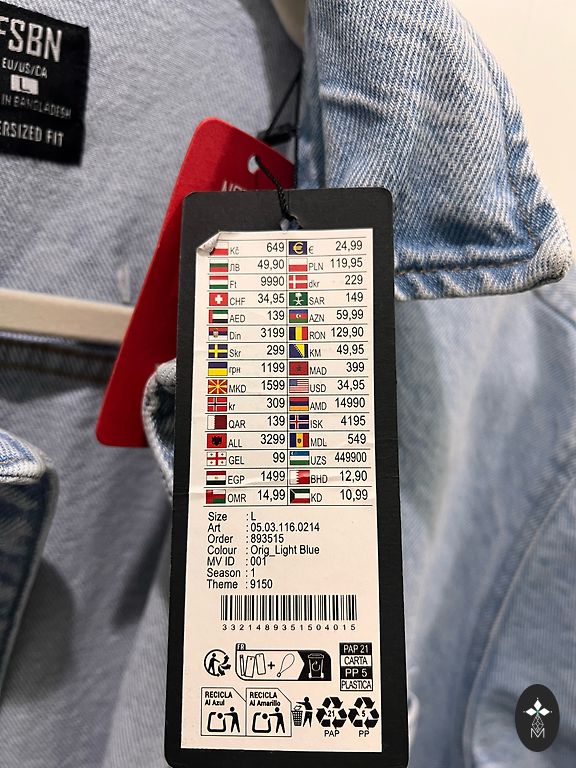 FSBN
EU/US/CA
L
IN BANGLADESH
ERSIZED FIT
NE
Kč 649 € 24,99
ЛВ 49,90 PLN 119,95
Ft 9990 dkr 229
CHF 34,95 SAR 149
AED 139 AZN 59,99
Din 3199 RON 129,90
Skr 299 KM 49,95
грн 1199 MAD 399
MKD 1599 USD 34,95
kr 309 AMD 14990
QAR 139 ISK 4195
ALL 3299 MDL 549
GEL 99 UZS 449900
EGP 1499 BHD 12,90
OMR 14,99 KD 10,99
Size : L
Art : 05.03.116.0214
Order : 893515
Colour : Orig_Light Blue
MV ID : 001
Season : 1
Theme : 9150
3321489351504015
FR
+
PAP 21
CARTA
PP 5
PLASTICA
RECICLA
Al Azul
RECICLA
Al Amarillo
21
PAP
5
PP
M